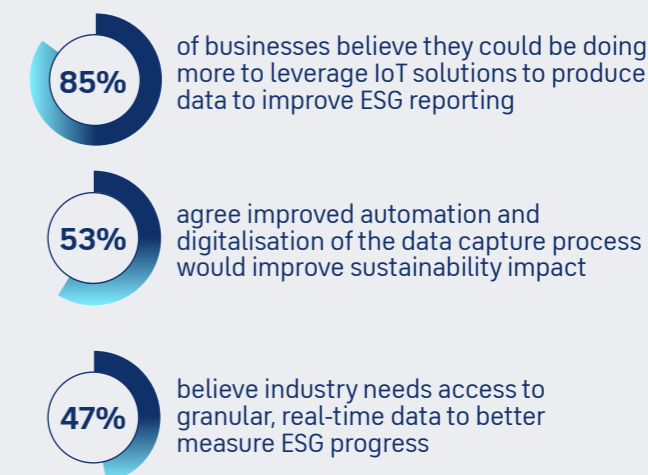 85%
of businesses believe they could be doing
more to leverage IoT solutions to produce
data to improve ESG reporting
53%
agree improved automation and
digitalisation of the data capture process
would improve sustainability impact
47%
believe industry needs access to
granular, real-time data to better
measure ESG progress